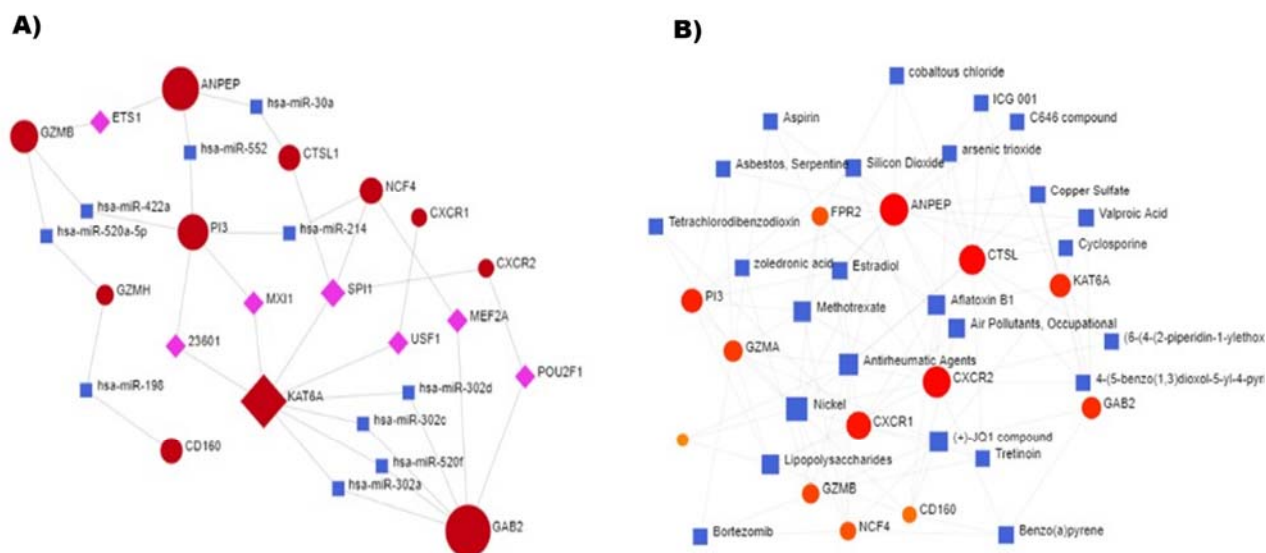 A)
ANPEP
hsa-miR-30a
ETS1
GZMB
hsa-miR-552
CTSL1
NCF4
hsa-miR-422a
CXCR1
hsa-miR-520a-5p
PI3
hsa-miR-214
CXCR2
GZMH
MXI1
SPI1
MEF2A
23601
USF1
POU2F1
hsa-miR-198
KAT6A
hsa-miR-302d
hsa-miR-302c
CD160
hsa-miR-520f
hsa-miR-302a
GAB2
B)
cobaltous chloride
ICG 001
Aspirin
C646 compound
arsenic trioxide
Asbestos, Serpentine
Silicon Dioxide
Copper Sulfate
ANPEP
FPR2
Valproic Acid
Tetrachlorodibenzodioxin
Cyclosporine
CTSL
zoledronic acid
Estradiol
KAT6A
PI3
Methotrexate
Aflatoxin B1
Air Pollutants, Occupational
(6-(4-(2-piperidin-1-ylethox
GZMA
Antirheumatic Agents
CXCR2
4-(5-benzo(1,3)dioxol-5-yl-4-pyri
Nickel
GAB2
CXCR1
(+)-JQ1 compound
Lipopolysaccharides
Tretinoin
GZMB
CD160
NCF4
Bortezomib
Benzo(a)pyrene